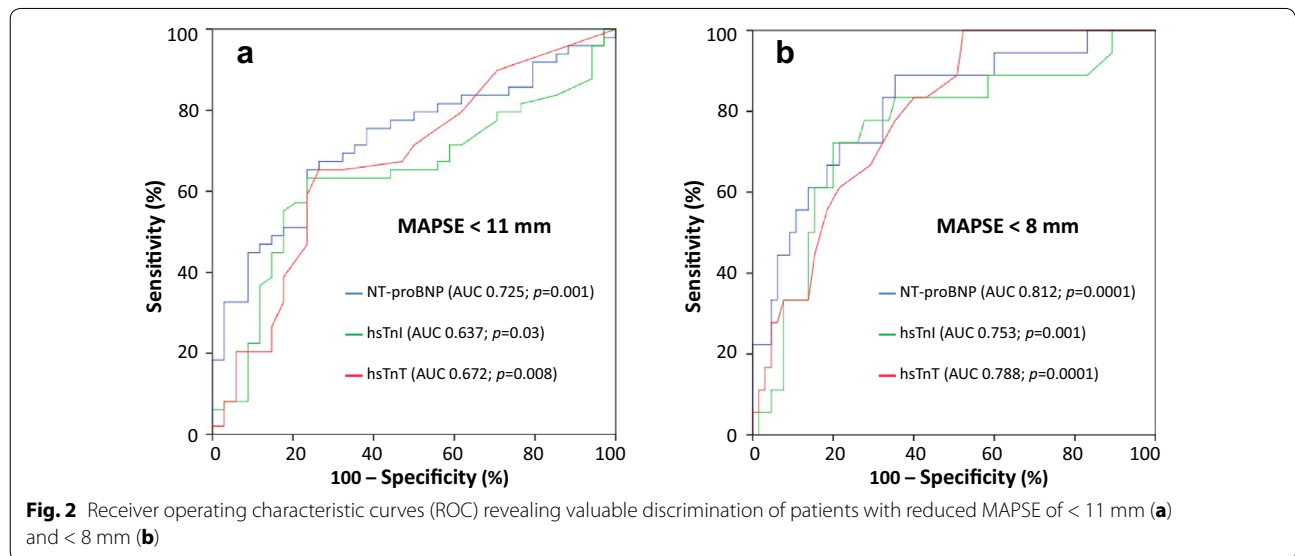 a
100
80
60
40
20
0
Sensitivity (%)
MAPSE < 11 mm
NT-proBNP (AUC 0.725; p=0.001)
hsTnI (AUC 0.637; p=0.03)
hsTnT (AUC 0.672; p=0.008)
0 20 40 60 80 100
100 – Specificity (%)
b
100
80
60
40
20
0
Sensitivity (%)
MAPSE < 8 mm
NT-proBNP (AUC 0.812; p=0.0001)
hsTnI (AUC 0.753; p=0.001)
hsTnT (AUC 0.788; p=0.0001)
0 20 40 60 80 100
100 – Specificity (%)
Fig. 2 Receiver operating characteristic curves (ROC) revealing valuable discrimination of patients with reduced MAPSE of < 11 mm (a)
and < 8 mm (b)